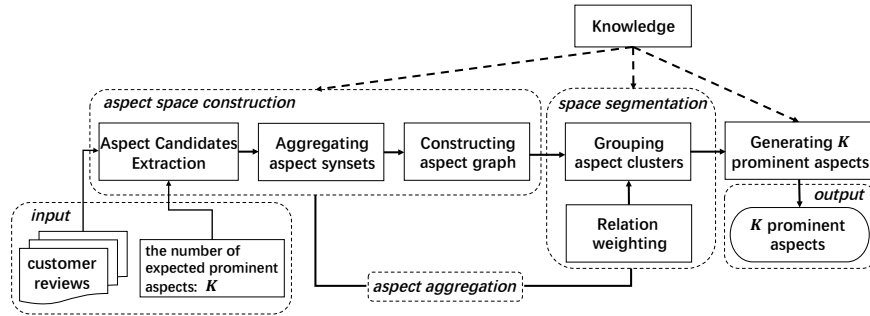 Knowledge
aspect space construction
space segmentation
Aspect Candidates
Extraction
Aggregating
aspect synsets
Constructing
aspect graph
Grouping
aspect clusters
Generating K
prominent aspects
input
customer
reviews
the number of
expected prominent
aspects: K
Relation
weighting
output
K prominent
aspects
aspect aggregation